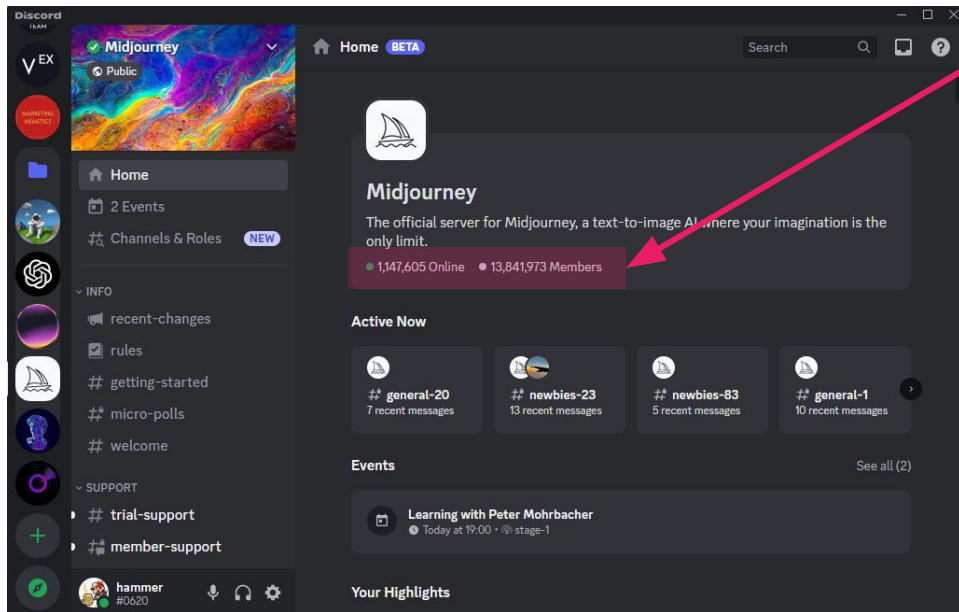 Discord
TEAM
V EX
MARKETING
MEMETICS
Midjourney
Public
Home
2 Events
Channels & Roles NEW
INFO
recent-changes
rules
getting-started
micro-polls
welcome
SUPPORT
trial-support
member-support
hammer
#0620
Home BETA
Search
Midjourney
The official server for Midjourney, a text-to-image AI where your imagination is the
only limit.
1,147,605 Online 13,841,973 Members
Active Now
general-20
7 recent messages
newbies-23
13 recent messages
newbies-83
5 recent messages
general-1
10 recent messages
Events See all (2)
Learning with Peter Mohrbacher
Today at 19:00 • stage-1
Your Highlights